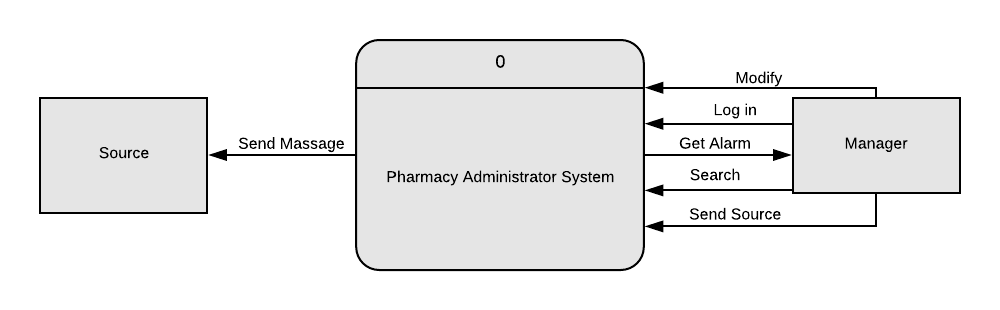 0
Modify
Log in
Source
Send Massage
Get Alarm
Manager
Pharmacy Administrator System
Search
Send Source